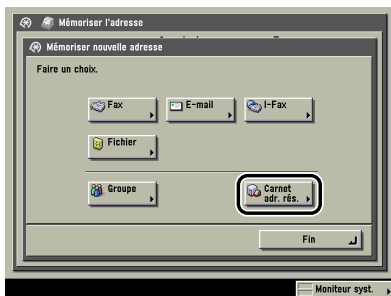 Mémoriser l'adresse
Mémoriser nouvelle adresse
Faire un choix.
Fax
E-mail
I-Fax
Fichier
Groupe
Carnet
adr. rés.
Fin
Moniteur syst.